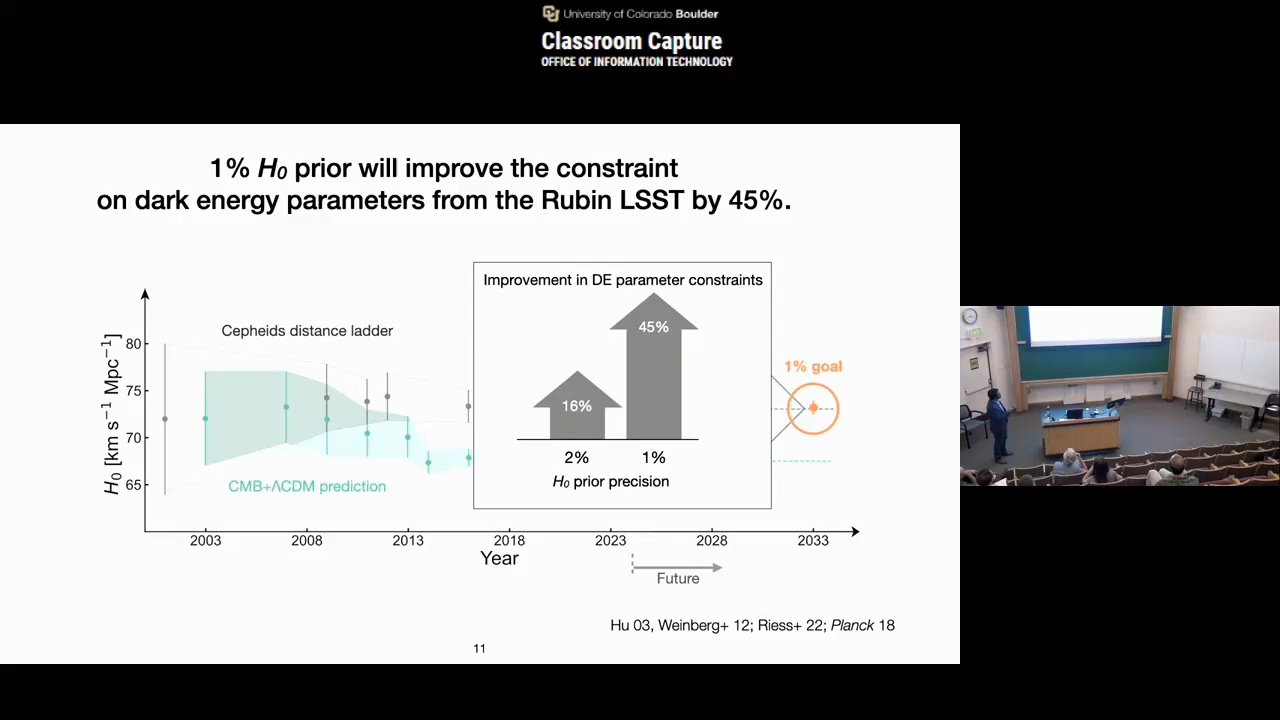 University of Colorado Boulder
Classroom Capture
OFFICE OF INFORMATION TECHNOLOGY
1% H₀ prior will improve the constraint
on dark energy parameters from the Rubin LSST by 45%.
Improvement in DE parameter constraints
45%
16%
2% 1%
H₀ prior precision
Cepheids distance ladder
1% goal
80
75
70
65
H₀ [km s⁻¹ Mpc⁻¹]
CMB+ΛCDM prediction
2003 2008 2013 2018 2023 2028 2033
Year
Future
Hu 03, Weinberg+ 12; Riess+ 22; Planck 18
11